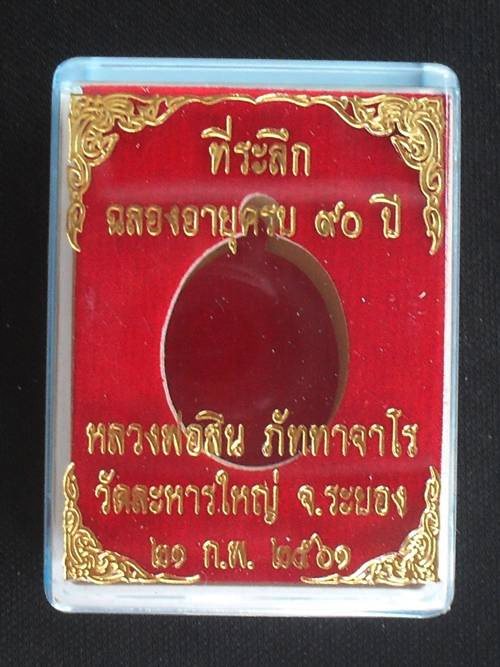 ที่ระลึก
ฉลองอายุครบ ๙๐ ปี
หลวงพ่อสิน ภัททาจาโร
วัดละหารใหญ่ จ.ระยอง
๒๑ ก.พ. ๒๕๖๑